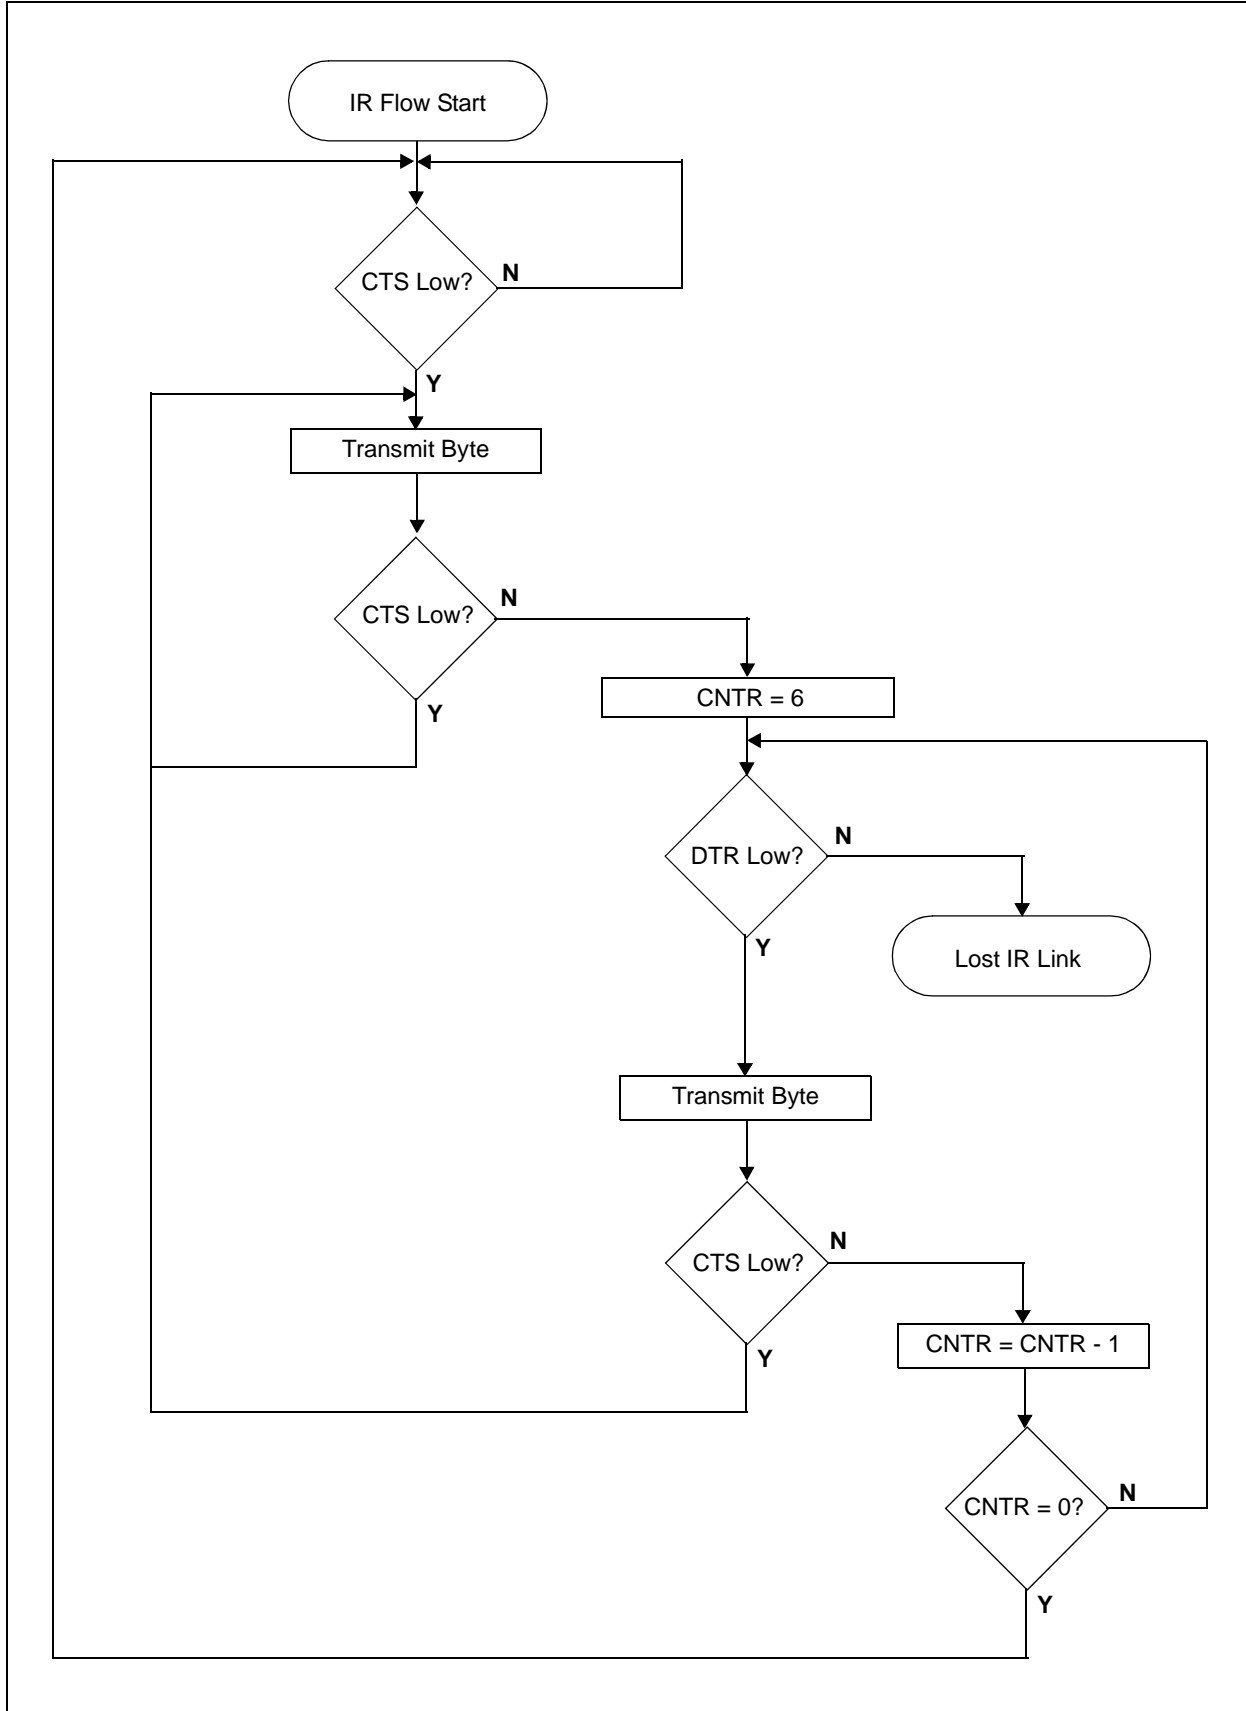 IR Flow Start
CTS Low?
N
Y
Transmit Byte
CTS Low?
N
Y
CNTR = 6
DTR Low?
N
Y
Lost IR Link
Transmit Byte
CTS Low?
N
Y
CNTR = CNTR - 1
CNTR = 0?
N
Y